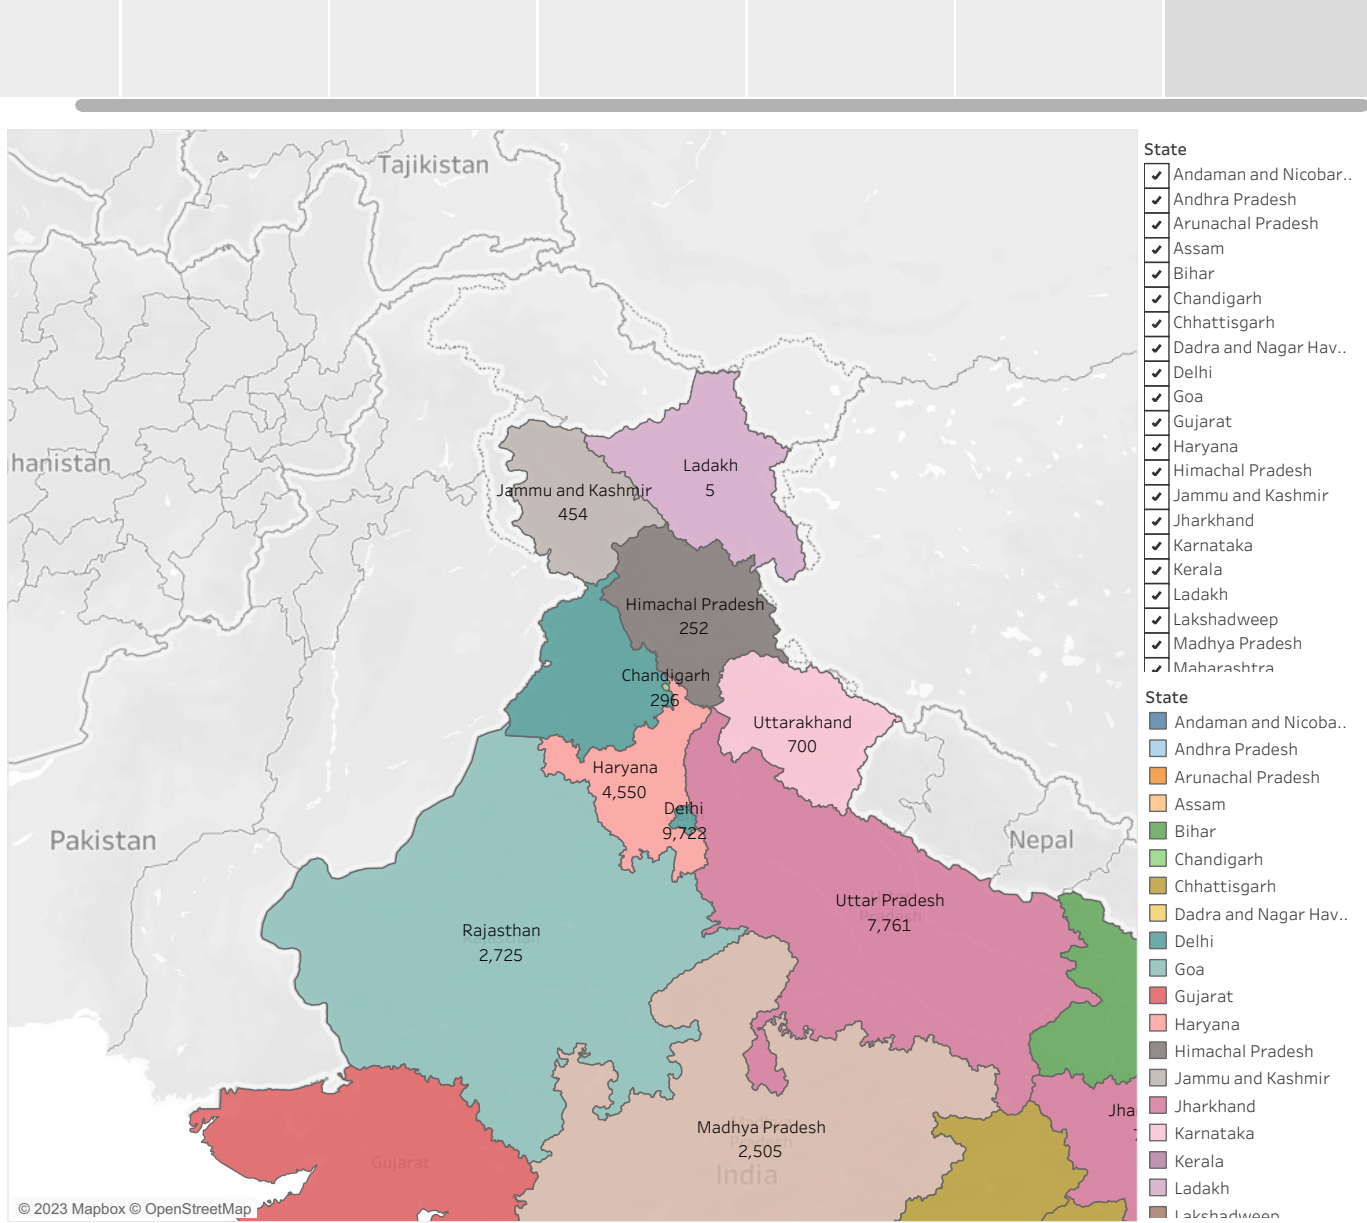 Tajikistan
hanistan
Ladakh
5
Jammu and Kashmir
454
Himachal Pradesh
252
Chandigarh
296
Uttarakhand
700
Haryana
4,550
Delhi
9,722
Pakistan
Nepal
Uttar Pradesh
7,761
Rajasthan
2,725
Jhar
Madhya Pradesh
2,505
India
Gujarat
© 2023 Mapbox © OpenStreetMap
State
Andaman and Nicobar..
Andhra Pradesh
Arunachal Pradesh
Assam
Bihar
Chandigarh
Chhattisgarh
Dadra and Nagar Hav..
Delhi
Goa
Gujarat
Haryana
Himachal Pradesh
Jammu and Kashmir
Jharkhand
Karnataka
Kerala
Ladakh
Lakshadweep
Madhya Pradesh
Maharashtra
State
Andaman and Nicoba..
Andhra Pradesh
Arunachal Pradesh
Assam
Bihar
Chandigarh
Chhattisgarh
Dadra and Nagar Hav..
Delhi
Goa
Gujarat
Haryana
Himachal Pradesh
Jammu and Kashmir
Jharkhand
Karnataka
Kerala
Ladakh
Lakshadweep